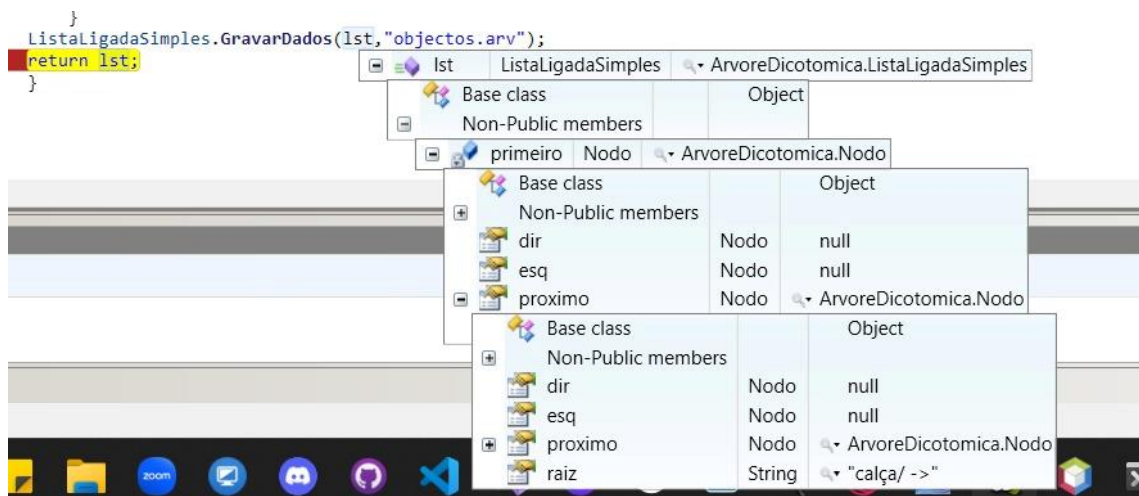 }
ListaLigadaSimples.GravarDados(lst,"objectos.arv");
return lst;
lst ListaLigadaSimples ArvoreDicotomica.ListaLigadaSimples
}
Base class Object
Non-Public members
primeiro Nodo ArvoreDicotomica.Nodo
Base class Object
Non-Public members
dir Nodo null
esq Nodo null
proximo Nodo ArvoreDicotomica.Nodo
Base class Object
Non-Public members
dir Nodo null
esq Nodo null
proximo Nodo ArvoreDicotomica.Nodo
raiz String "calça/ ->"
zoom